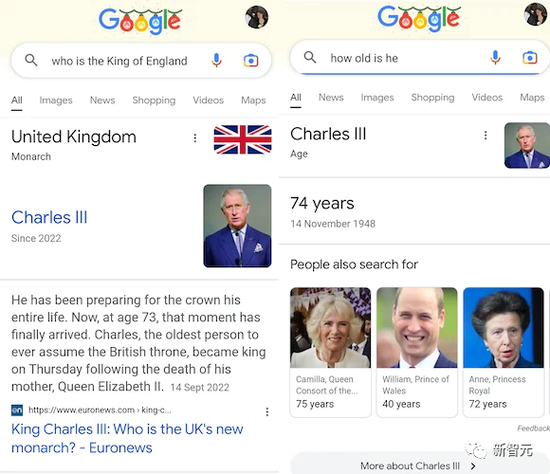 Google
who is the King of England
All Images News Shopping Videos Maps
United Kingdom
Monarch
Charles III
Since 2022
He has been preparing for the crown his
entire life. Now, at age 73, that moment has
finally arrived. Charles, the oldest person to
ever assume the British throne, became king
on Thursday following the death of his
mother, Queen Elizabeth II. 14 Sept 2022
en https://www.euronews.com › king-c...
King Charles III: Who is the UK's new
monarch? - Euronews
Google
how old is he
All News Images Shopping Videos Maps
Charles III
Age
74 years
14 November 1948
People also search for
Camilla, Queen
Consort of the...
75 years
William, Prince of
Wales
40 years
Anne, Princess
Royal
72 years
Feedback
新智元
More about Charles III